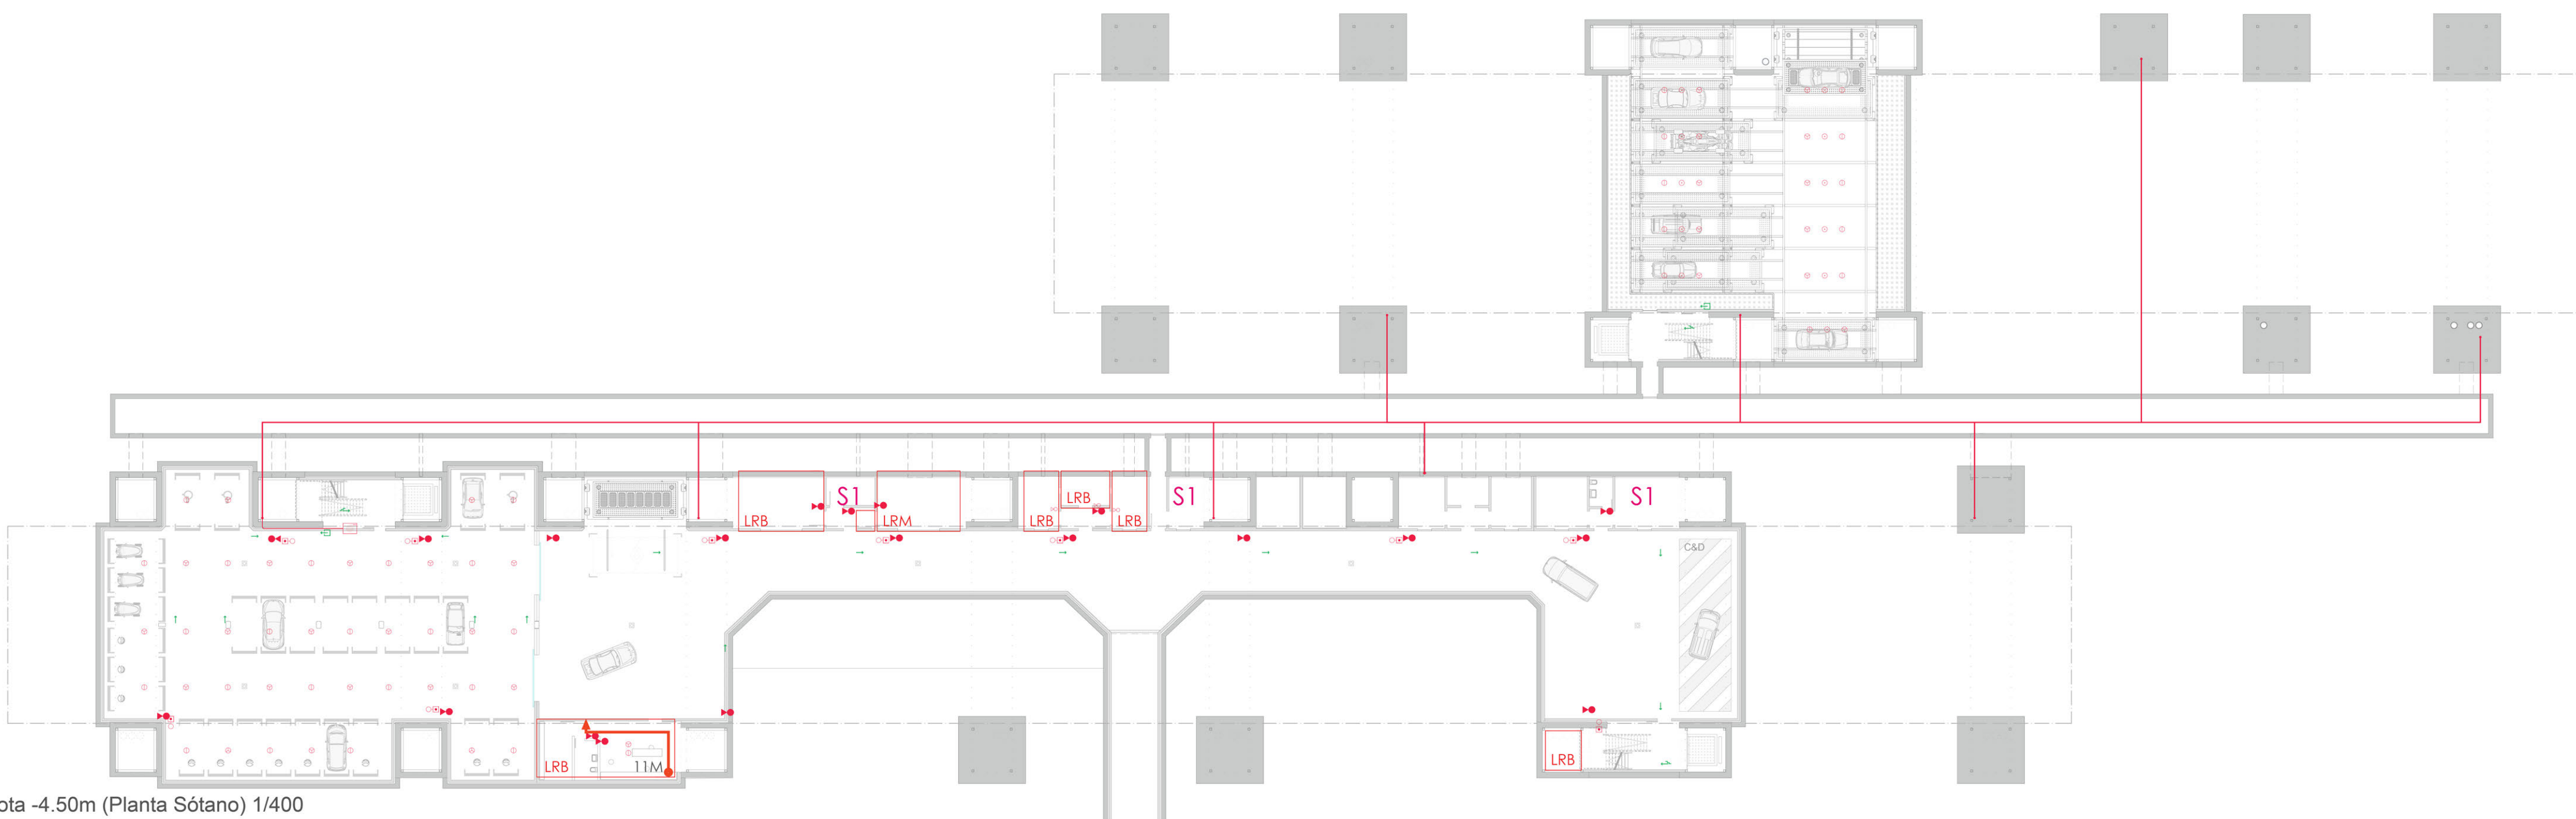 S1
S1
S1
LRB
LRM
LRB
LRB
LRB
C&D
LRB
11M
LRB
ota -4.50m (Planta Sótano) 1/400